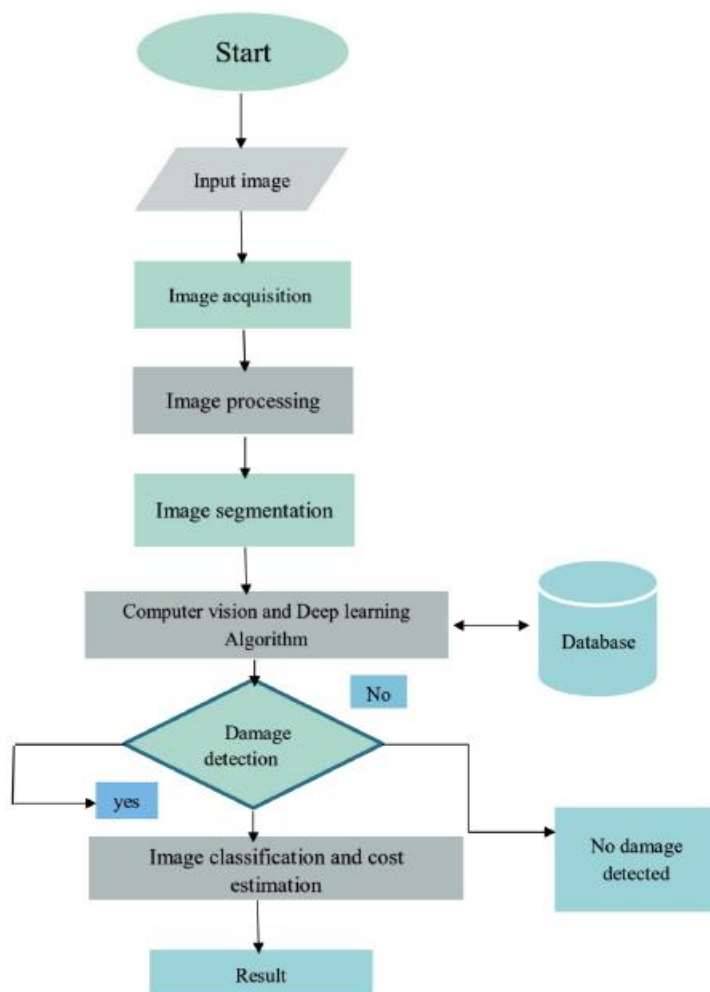 Start
Input image
Image acquisition
Image processing
Image segmentation
Computer vision and Deep learning
Algorithm
Database
No
Damage
detection
yes
No damage
detected
Image classification and cost
estimation
Result